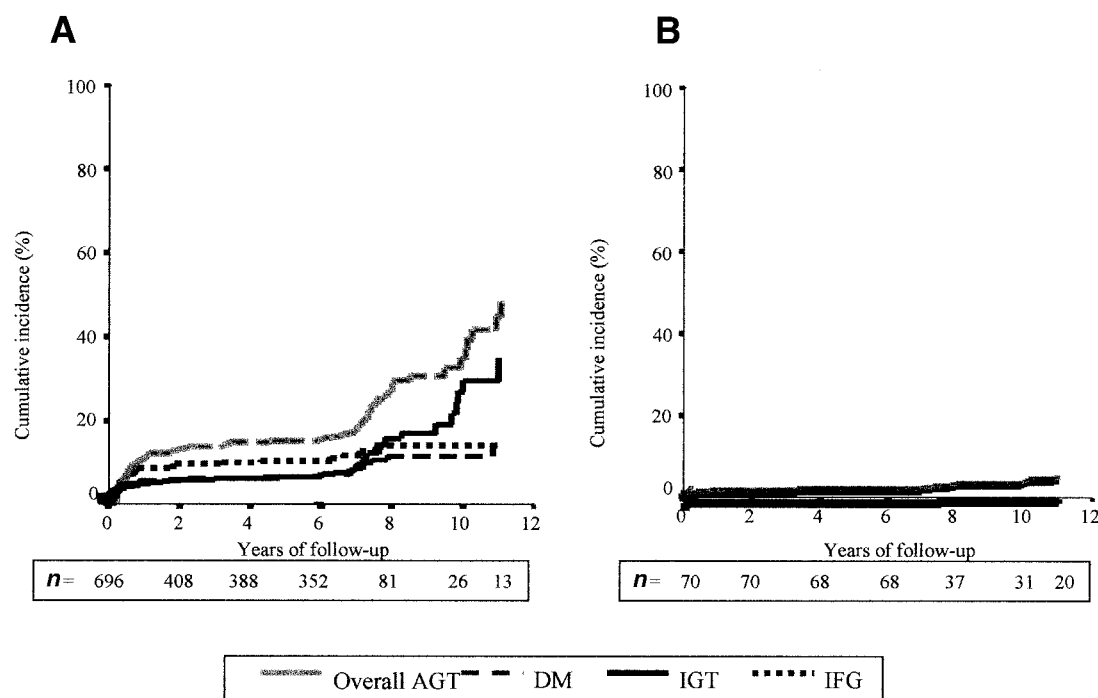 A
B
Cumulative incidence (%)
100
80
60
40
20
0
0 2 4 6 8 10 12
Years of follow-up
n= 696 408 388 352 81 26 13
Cumulative incidence (%)
100
80
60
40
20
0
0 2 4 6 8 10 12
Years of follow-up
n= 70 70 68 68 37 31 20
Overall AGT DM IGT IFG